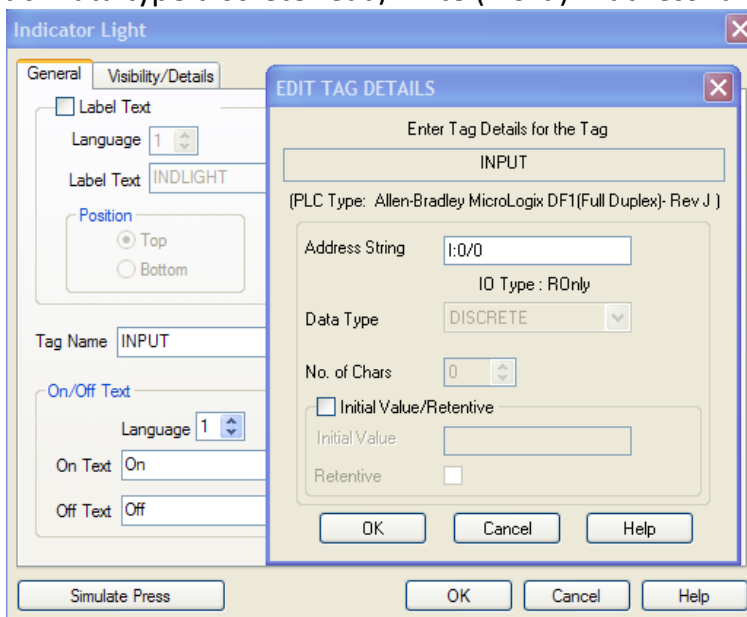 Indicator Light
General
Visibility/Details
Label Text
Language 1
Label Text INDLIGHT
Position
Top
Bottom
Tag Name INPUT
On/Off Text
Language 1
On Text On
Off Text Off
Simulate Press
OK
Cancel
Help
EDIT TAG DETAILS
Enter Tag Details for the Tag
INPUT
(PLC Type: Allen-Bradley MicroLogix DF1(Full Duplex)- Rev J )
Address String I:0/0
IO Type : ROnly
Data Type DISCRETE
No. of Chars 0
Initial Value/Retentive
Initial Value
Retentive
OK
Cancel
Help